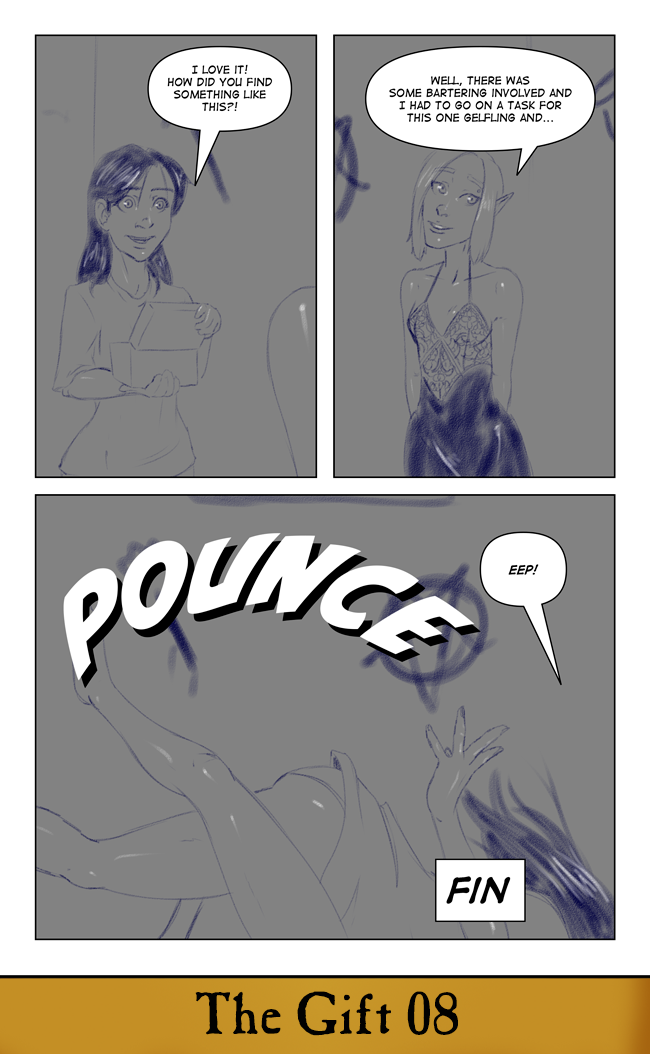 I LOVE IT!
HOW DID YOU FIND
SOMETHING LIKE
THIS?!
WELL, THERE WAS
SOME BARTERING INVOLVED AND
I HAD TO GO ON A TASK FOR
THIS ONE GELFLING AND...
POUNCE
EEP!
FIN
The Gift 08